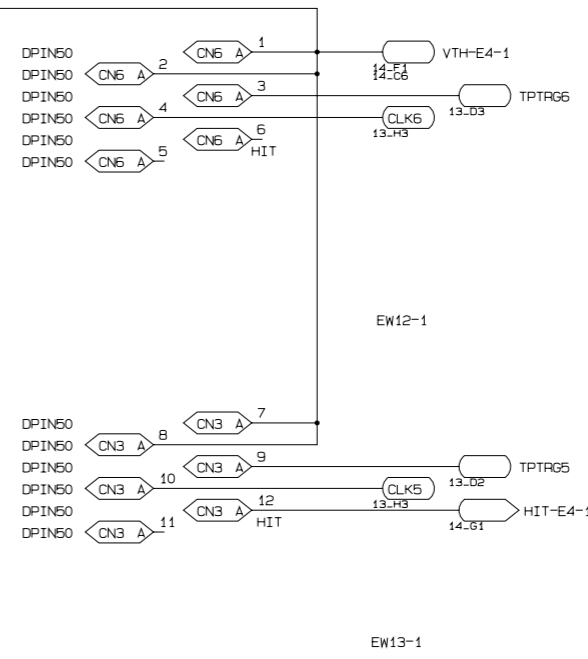 DPIN50 CN6 A 1 VTH-E4-1
14_E1
14_C6
DPIN50 CN6 A 2
DPIN50 CN6 A 3 TPTRG6
13_D3
DPIN50 CN6 A 4 CLK6
13_H3
DPIN50 CN6 A 6
HIT
DPIN50 CN6 A 5
EW12-1
DPIN50 CN3 A 7
DPIN50 CN3 A 8
DPIN50 CN3 A 9 TPTRG5
13_D2
DPIN50 CN3 A 10 CLK5
13_H3
DPIN50 CN3 A 12 HIT-E4-1
HIT
14_G1
DPIN50 CN3 A 11
EW13-1